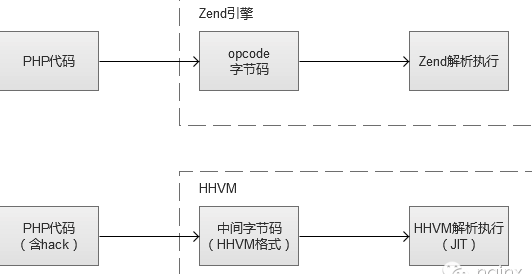 Zend引擎
PHP代码
opcode
字节码
Zend解析执行
HHVM
PHP代码
（含hack）
中间字节码
（HHVM格式）
HHVM解析执行
（JIT）